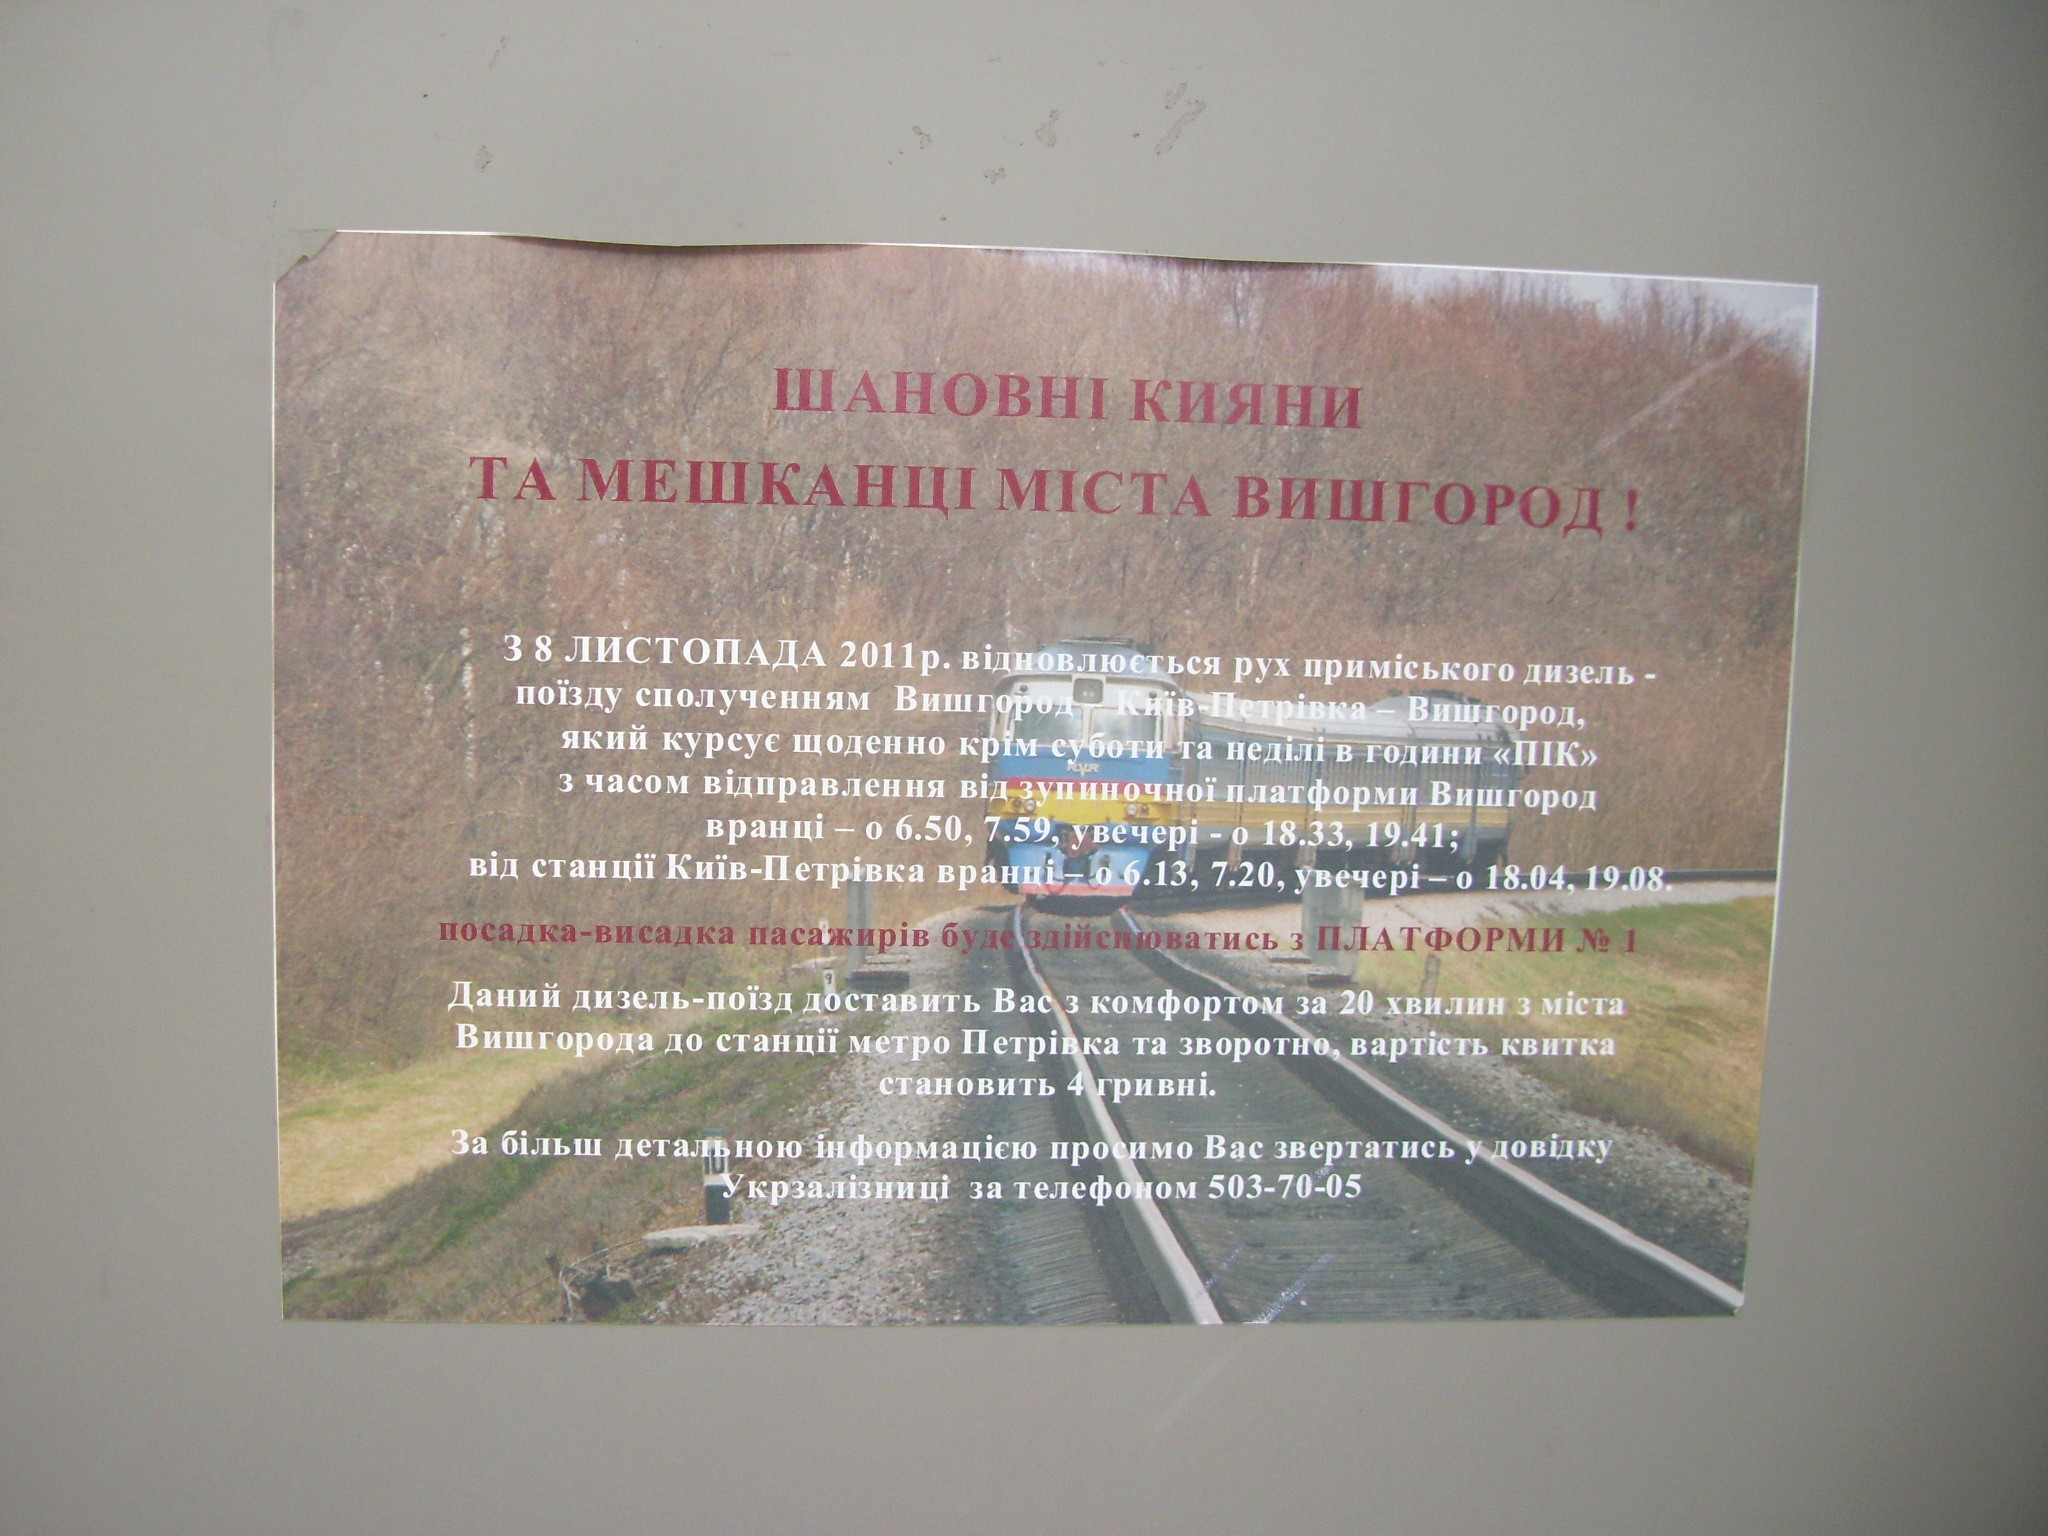 ШАНОВНІ КИЯНИ
ТА МЕШКАНЦІ МІСТА ВИШГОРОД !
З 8 ЛИСТОПАДА 2011р. відновлюється рух приміського дизель -
поїзду сполученням Вишгород – Київ-Петрівка – Вишгород,
який курсує щоденно крім суботи та неділі в години «ПІК»
з часом відправлення від зупиночної платформи Вишгород
вранці – о 6.50, 7.59, увечері - о 18.33, 19.41;
від станції Київ-Петрівка вранці – о 6.13, 7.20, увечері – о 18.04, 19.08.
посадка-висадка пасажирів буде здійснюватись з ПЛАТФОРМИ № 1
Даний дизель-поїзд доставить Вас з комфортом за 20 хвилин з міста
Вишгорода до станції метро Петрівка та зворотно, вартість квитка
становить 4 гривні.
За більш детальною інформацією просимо Вас звертатись у довідку
Укрзалізниці за телефоном 503-70-05
RVR
9
10